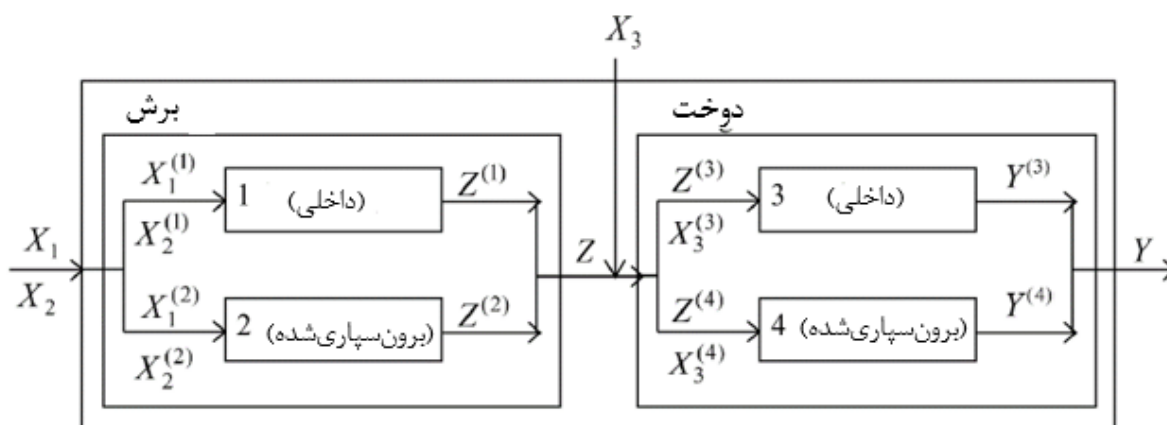 X₃
برش
دوخت
X₁⁽¹⁾
X₂⁽¹⁾
1 (داخلی)
Z⁽¹⁾
Z⁽³⁾
X₃⁽³⁾
3 (داخلی)
Y⁽³⁾
X₁
X₂
Z
Y
X₁⁽²⁾
X₂⁽²⁾
2 (برون‌سپاری‌شده)
Z⁽²⁾
Z⁽⁴⁾
X₃⁽⁴⁾
4 (برون‌سپاری‌شده)
Y⁽⁴⁾